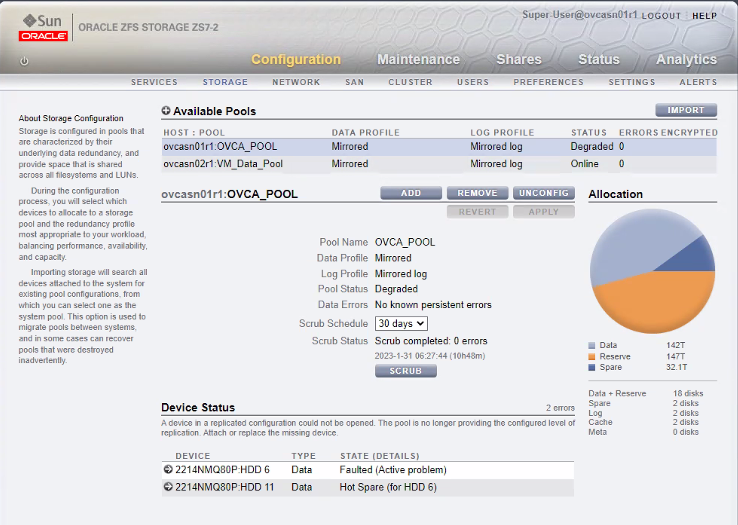 Sun
ORACLE
ORACLE ZFS STORAGE ZS7-2
Super-User@ovcasn01r1 LOGOUT HELP
Configuration Maintenance Shares Status Analytics
SERVICES STORAGE NETWORK SAN CLUSTER USERS PREFERENCES SETTINGS ALERTS
About Storage Configuration
Storage is configured in pools that
are characterized by their
underlying data redundancy, and
provide space that is shared
across all filesystems and LUNs.
During the configuration
process, you will select which
devices to allocate to a storage
pool and the redundancy profile
most appropriate to your workload,
balancing performance, availability,
and capacity.
Importing storage will search all
devices attached to the system for
existing pool configurations, from
which you can select one as the
system pool. This option is used to
migrate pools between systems,
and in some cases can recover
pools that were destroyed
inadvertently.
Available Pools
IMPORT
HOST : POOL DATA PROFILE LOG PROFILE STATUS ERRORS ENCRYPTED
ovcasn01r1:OVCA_POOL Mirrored Mirrored log Degraded 0
ovcasn02r1:VM_Data_Pool Mirrored Mirrored log Online 0
ovcasn01r1:OVCA_POOL
ADD REMOVE UNCONFIG
REVERT APPLY
Pool Name OVCA_POOL
Data Profile Mirrored
Log Profile Mirrored log
Pool Status Degraded
Data Errors No known persistent errors
Scrub Schedule 30 days
Scrub Status Scrub completed: 0 errors
2023-1-31 06:27:44 (10h48m)
SCRUB
Allocation
Data 142T
Reserve 147T
Spare 32.1T
Data + Reserve 18 disks
Spare 2 disks
Log 2 disks
Cache 2 disks
Meta 0 disks
Device Status 2 errors
A device in a replicated configuration could not be opened. The pool is no longer providing the configured level of
replication. Attach or replace the missing device.
DEVICE TYPE STATE (DETAILS)
2214NMQ80P:HDD 6 Data Faulted (Active problem)
2214NMQ80P:HDD 11 Data Hot Spare (for HDD 6)